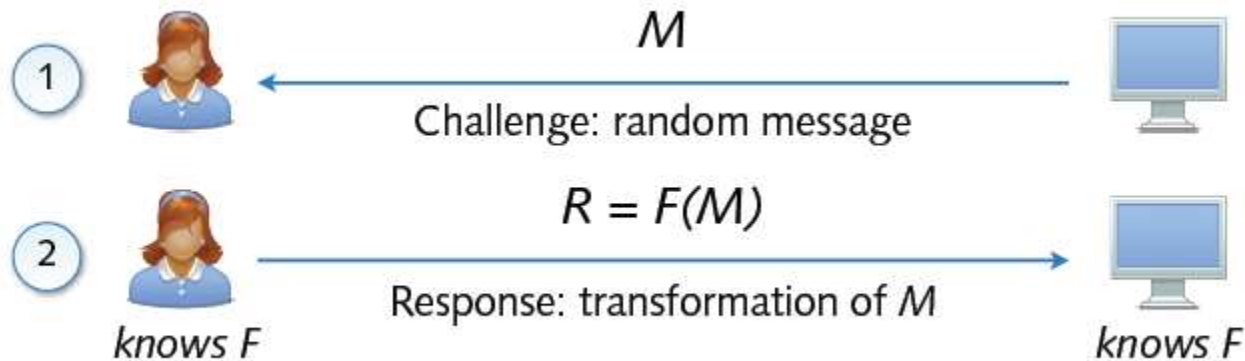 1
M
Challenge: random message
2
R = F(M)
Response: transformation of M
knows F
knows F